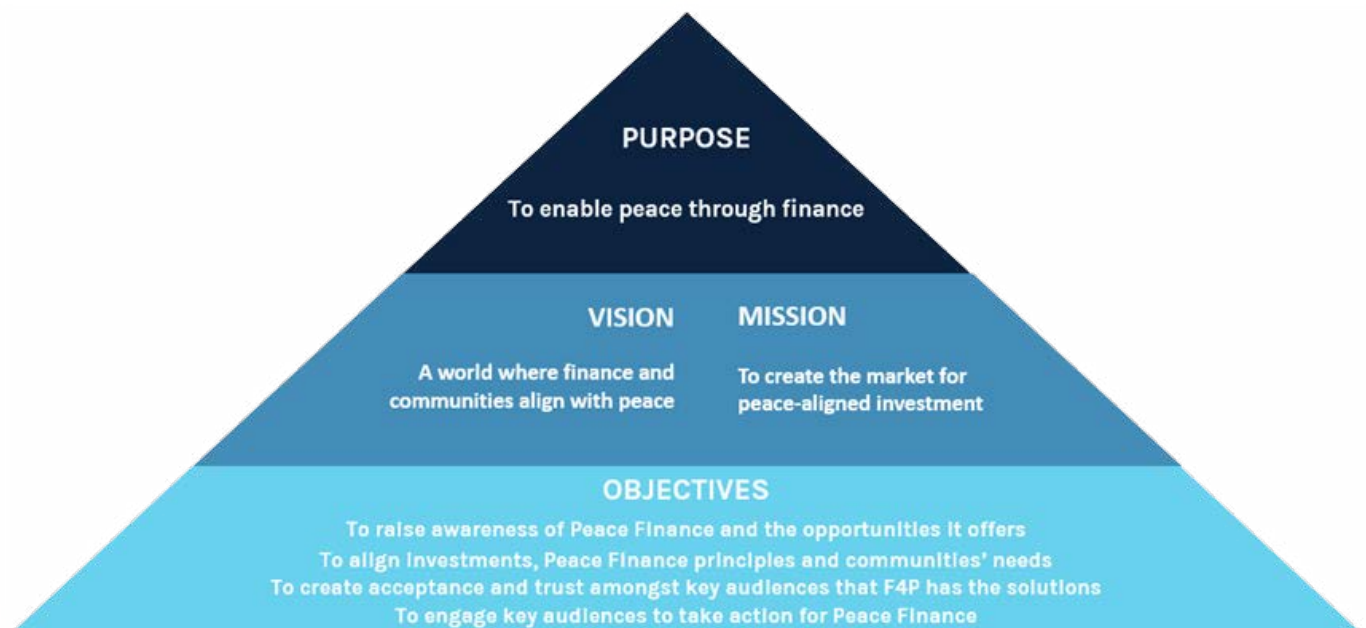 PURPOSE
To enable peace through finance
VISION
A world where finance and
communities align with peace
MISSION
To create the market for
peace-aligned investment
OBJECTIVES
To raise awareness of Peace Finance and the opportunities it offers
To align investments, Peace Finance principles and communities' needs
To create acceptance and trust amongst key audiences that F4P has the solutions
To engage key audiences to take action for Peace Finance